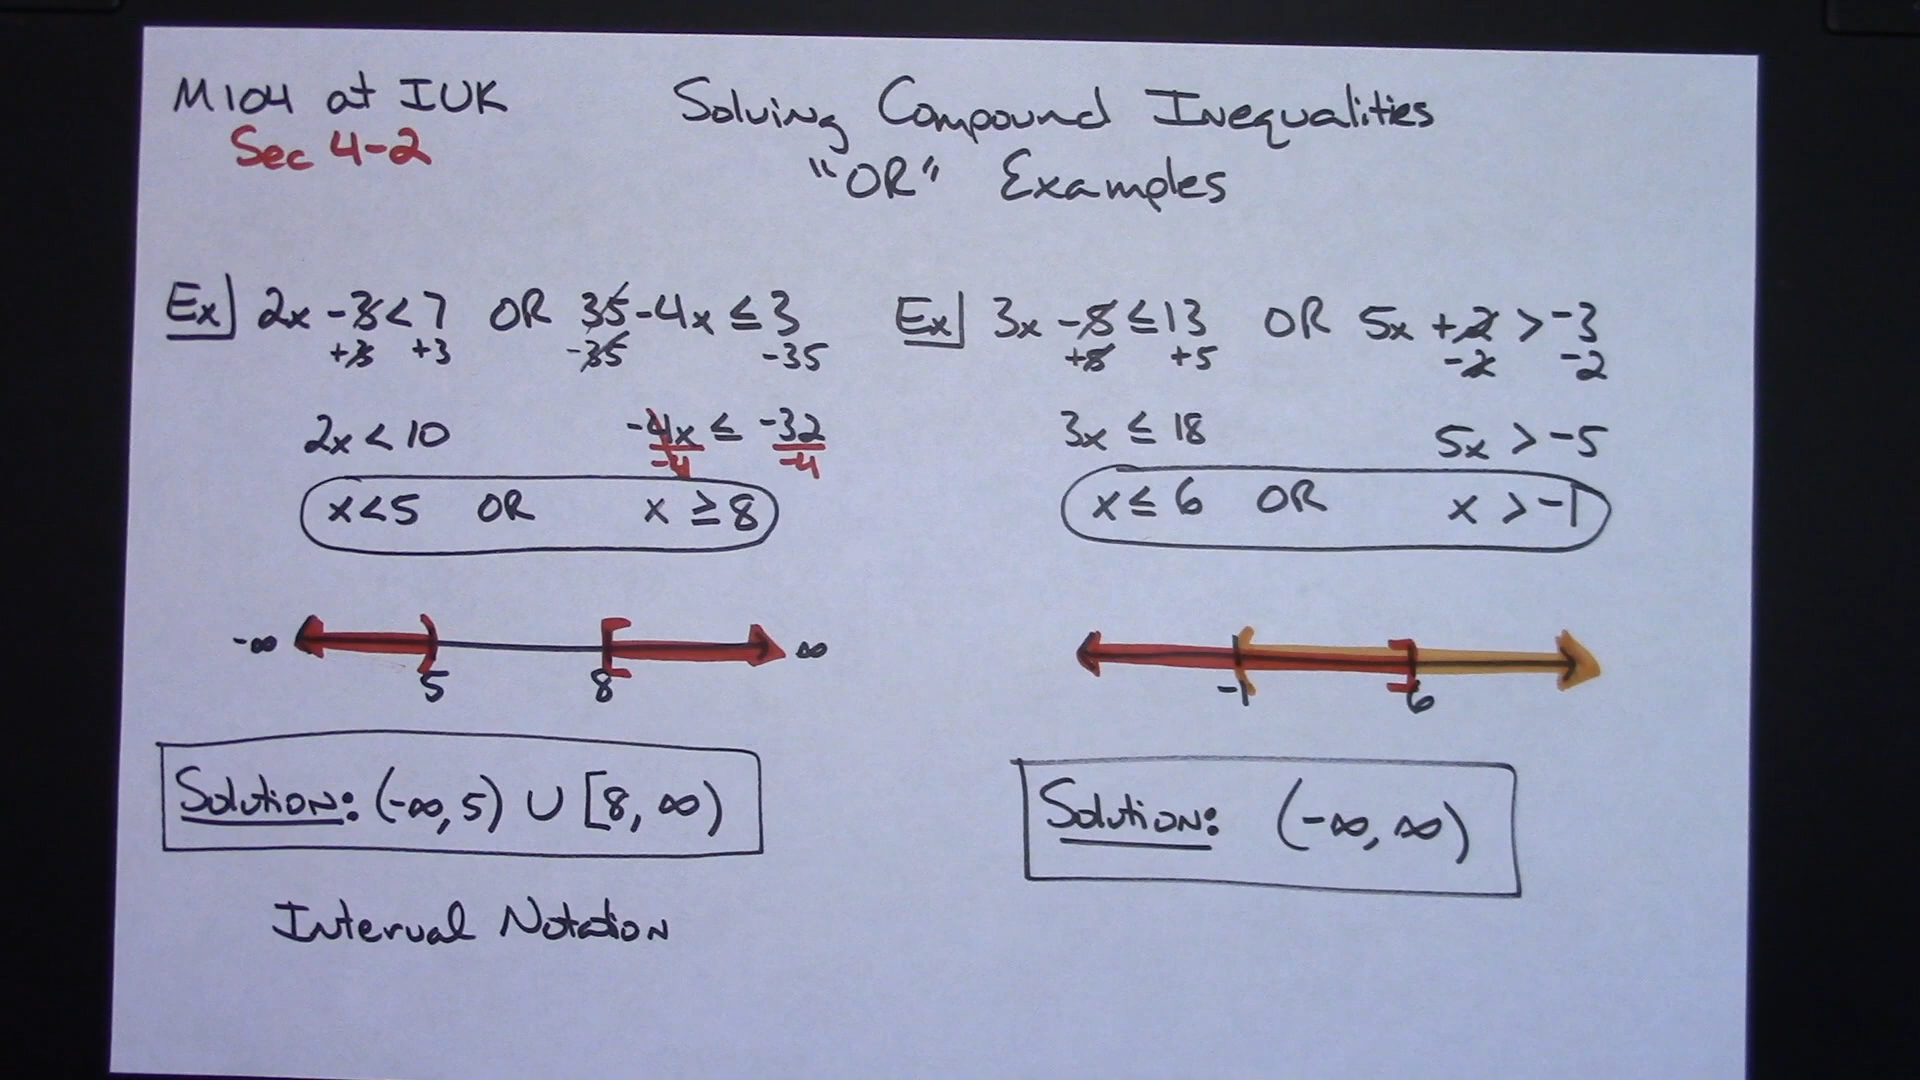 M104 at IUK
Sec 4-2
Solving Compound Inequalities
"OR" Examples
Ex 2x - 3 < 7 OR 35 - 4x ≤ 3
+3 +3 -35 -35
2x < 10 -4x ≤ -32
-4 -4
x < 5 OR x ≥ 8
-∞ ∞
5 8
Solution: (-∞, 5) ∪ [8, ∞)
Interval Notation
Ex 3x - 5 ≤ 13 OR 5x + 2 > -3
+5 +5 -2 -2
3x ≤ 18 5x > -5
x ≤ 6 OR x > -1
-1 6
Solution: (-∞, ∞)